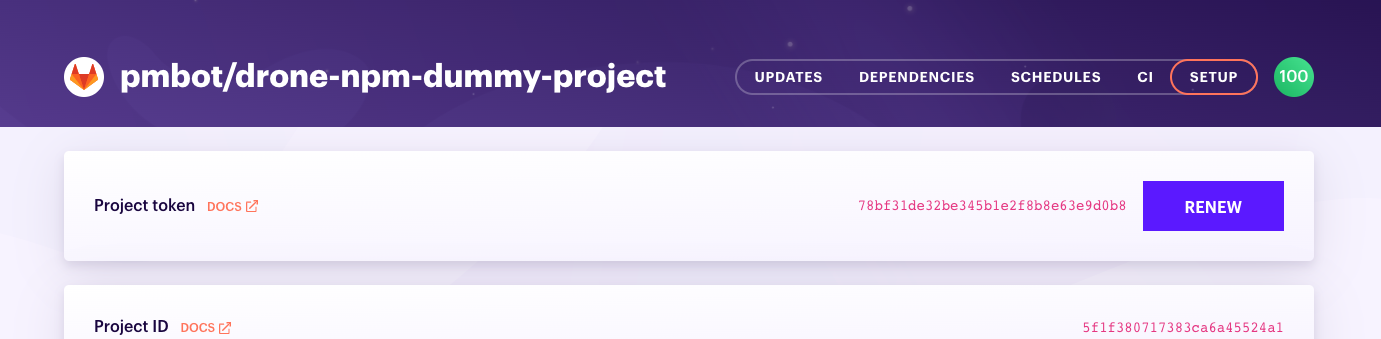 pmbot/drone-npm-dummy-project
UPDATES DEPENDENCIES SCHEDULES CI SETUP 100
Project token DOCS 78bf31de32be345b1e2f8b8e63e9d0b8 RENEW
Project ID DOCS 5f1f380717383ca6a45524a1